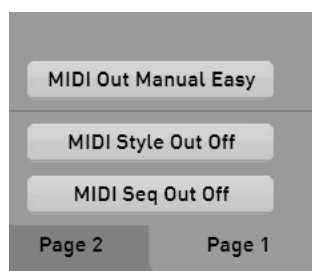 MIDI Out Manual Easy
MIDI Style Out Off
MIDI Seq Out Off
Page 2 Page 1